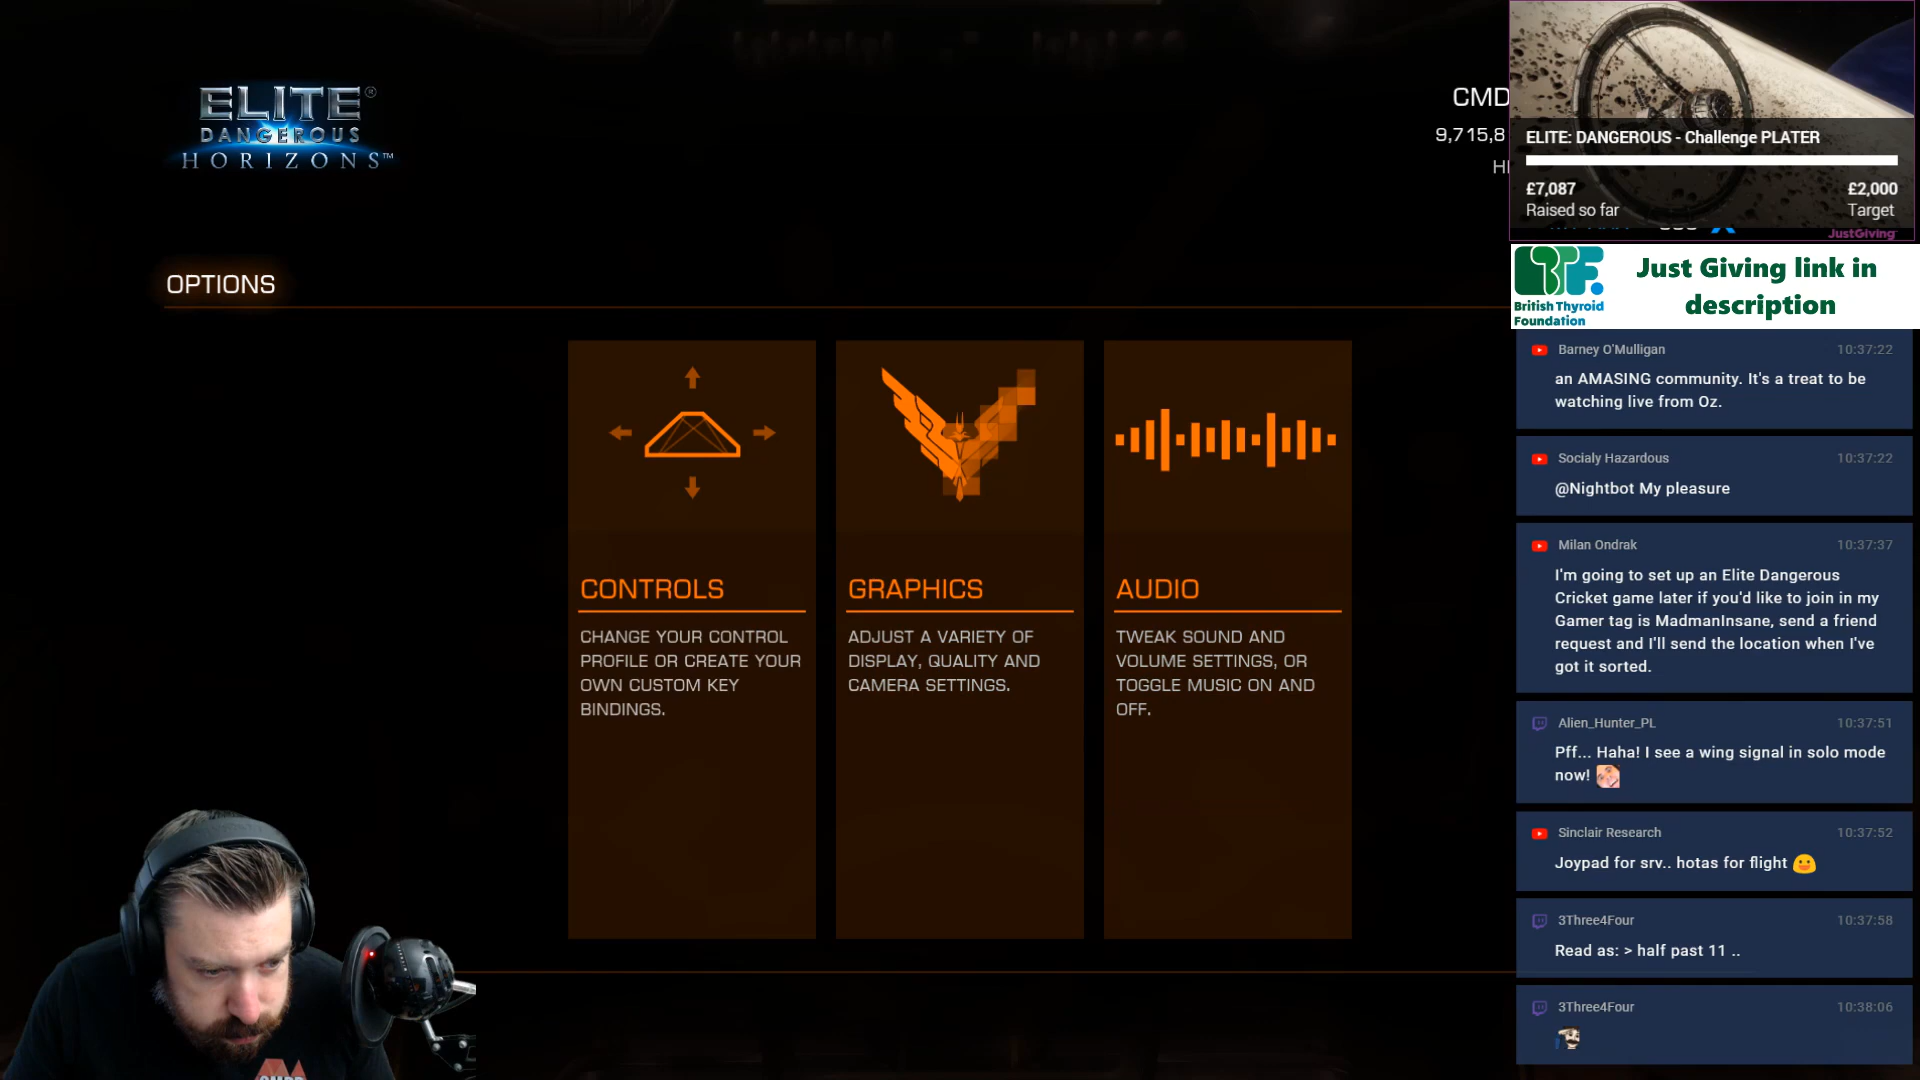 ELITE®
DANGEROUS
HORIZONS™
CMD
9,715,8
OPTIONS
CONTROLS
CHANGE YOUR CONTROL
PROFILE OR CREATE YOUR
OWN CUSTOM KEY
BINDINGS.
GRAPHICS
ADJUST A VARIETY OF
DISPLAY, QUALITY AND
CAMERA SETTINGS.
AUDIO
TWEAK SOUND AND
VOLUME SETTINGS, OR
TOGGLE MUSIC ON AND
OFF.
ELITE: DANGEROUS - Challenge PLATER
£7,087
£2,000
Raised so far
Target
JustGiving
BTF.
British Thyroid
Foundation
Just Giving link in
description
Barney O'Mulligan 10:37:22
an AMASING community. It's a treat to be
watching live from Oz.
Socialy Hazardous 10:37:22
@Nightbot My pleasure
Milan Ondrak 10:37:37
I'm going to set up an Elite Dangerous
Cricket game later if you'd like to join in my
Gamer tag is MadmanInsane, send a friend
request and I'll send the location when I've
got it sorted.
Alien_Hunter_PL 10:37:51
Pff... Haha! I see a wing signal in solo mode
now!
Sinclair Research 10:37:52
Joypad for srv.. hotas for flight
3Three4Four 10:37:58
Read as: > half past 11 ..
3Three4Four 10:38:06